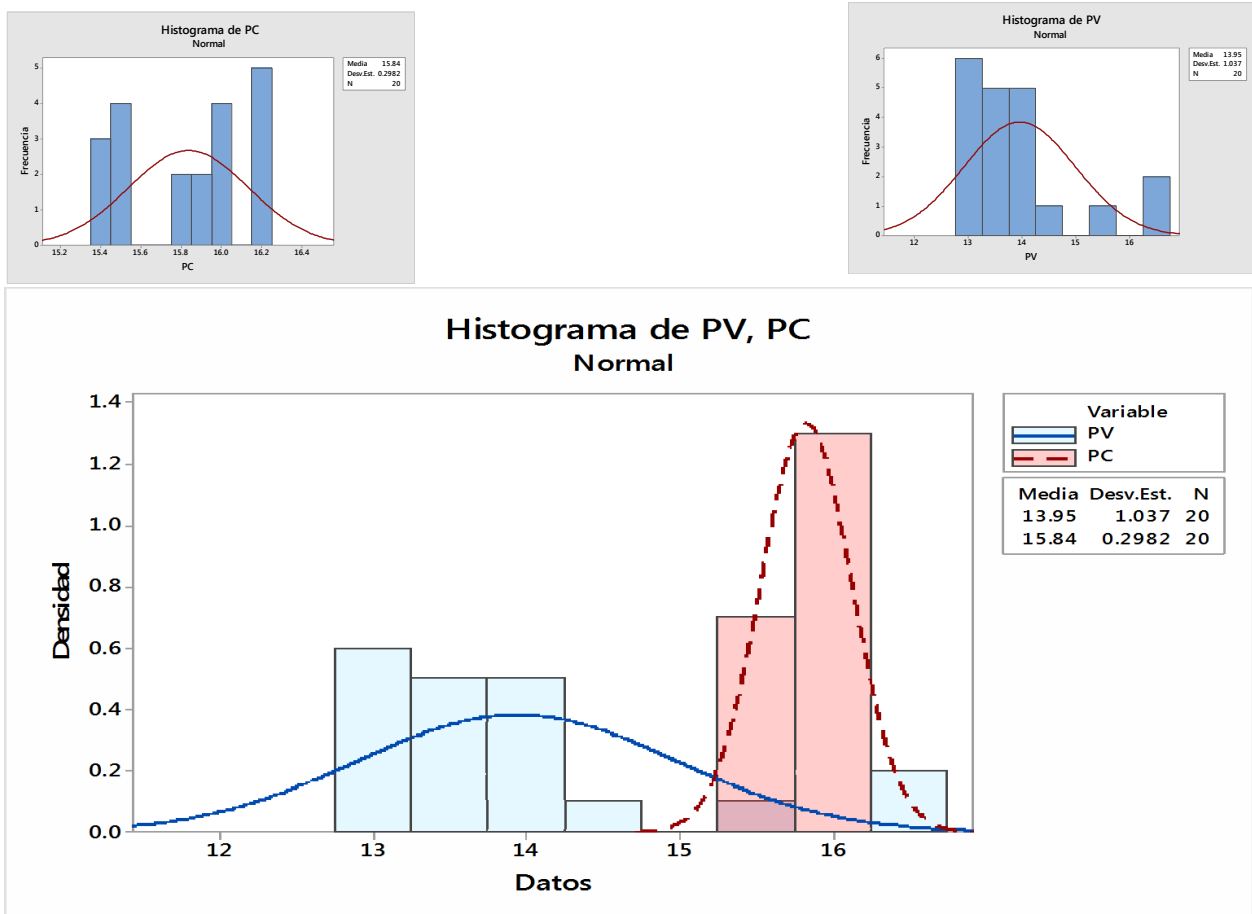 Histograma de PC
Normal
Media 15.84
Desv.Est. 0.2982
N 20
5
4
3
2
1
0
Frecuencia
15.2 15.4 15.6 15.8 16.0 16.2 16.4
PC
Histograma de PV
Normal
Media 13.95
Desv.Est. 1.037
N 20
6
5
4
3
2
1
0
Frecuencia
12 13 14 15 16
PV
Histograma de PV, PC
Normal
1.4
1.2
1.0
0.8
0.6
0.4
0.2
0.0
Densidad
12 13 14 15 16
Datos
Variable
PV
PC
Media Desv.Est. N
13.95 1.037 20
15.84 0.2982 20